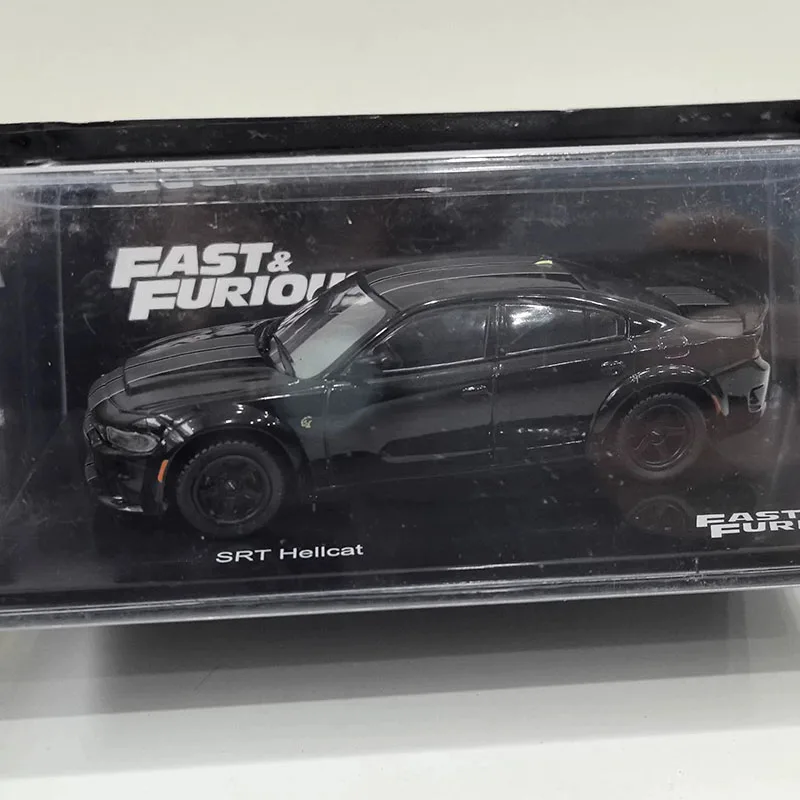 FAST &
FURIOU
SRT Hellcat
FAST
FURI